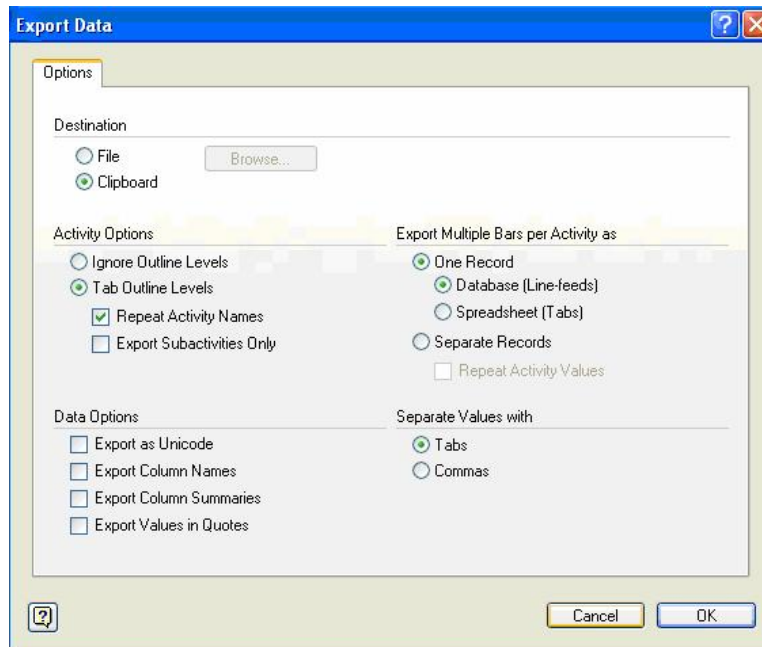 Export Data
Options
Destination
File
Browse...
Clipboard
Activity Options
Ignore Outline Levels
Tab Outline Levels
Repeat Activity Names
Export Subactivities Only
Export Multiple Bars per Activity as
One Record
Database (Line-feeds)
Spreadsheet (Tabs)
Separate Records
Repeat Activity Values
Data Options
Export as Unicode
Export Column Names
Export Column Summaries
Export Values in Quotes
Separate Values with
Tabs
Commas
Cancel
OK